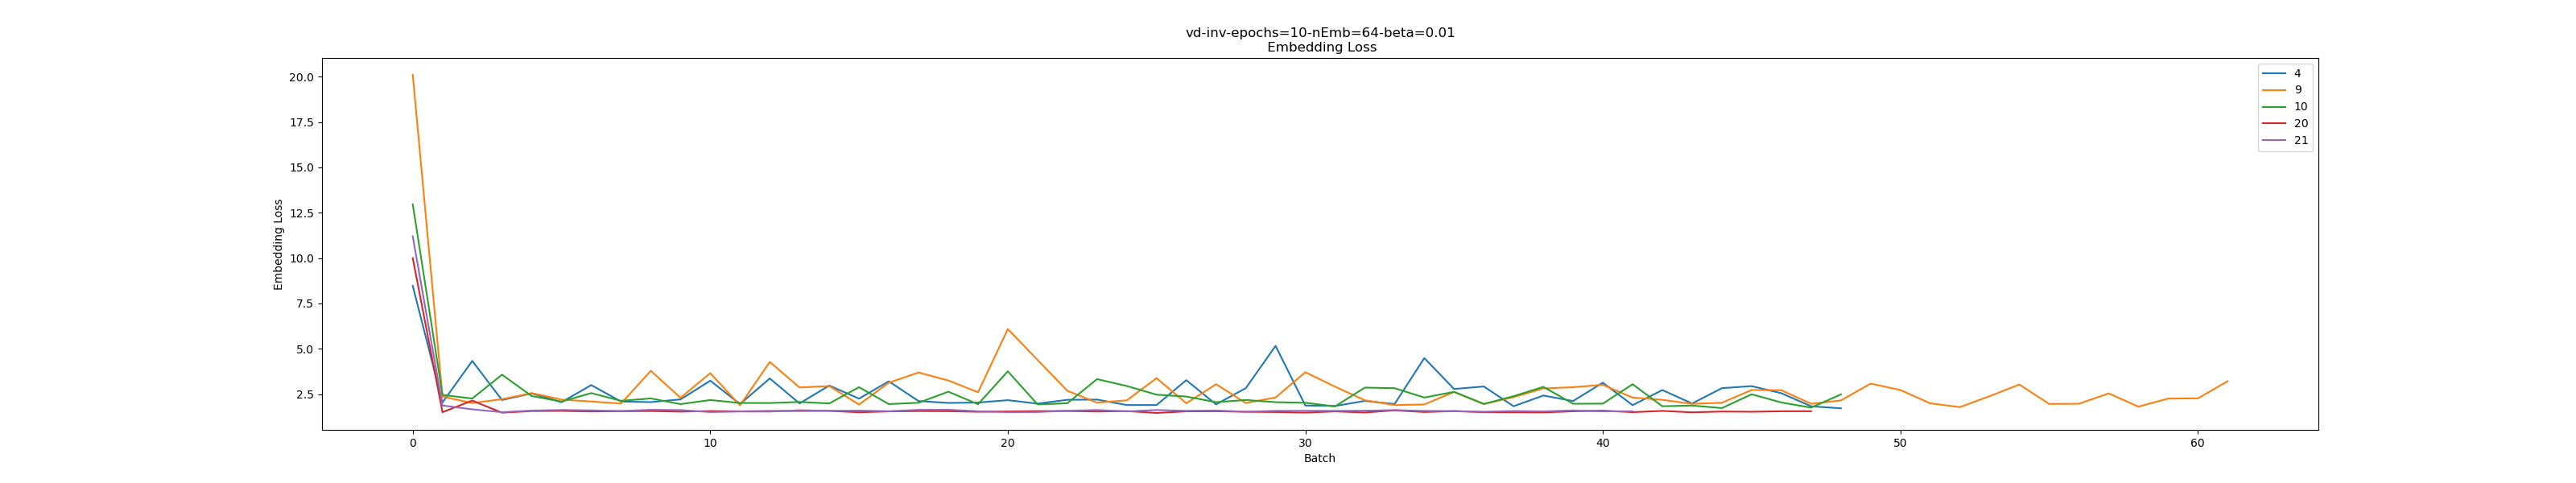 vd-inv-epochs=10-nEmb=64-beta=0.01
Embedding Loss
20.0
17.5
15.0
12.5
10.0
7.5
5.0
2.5
Embedding Loss
4
9
10
20
21
0 10 20 30 40 50 60
Batch